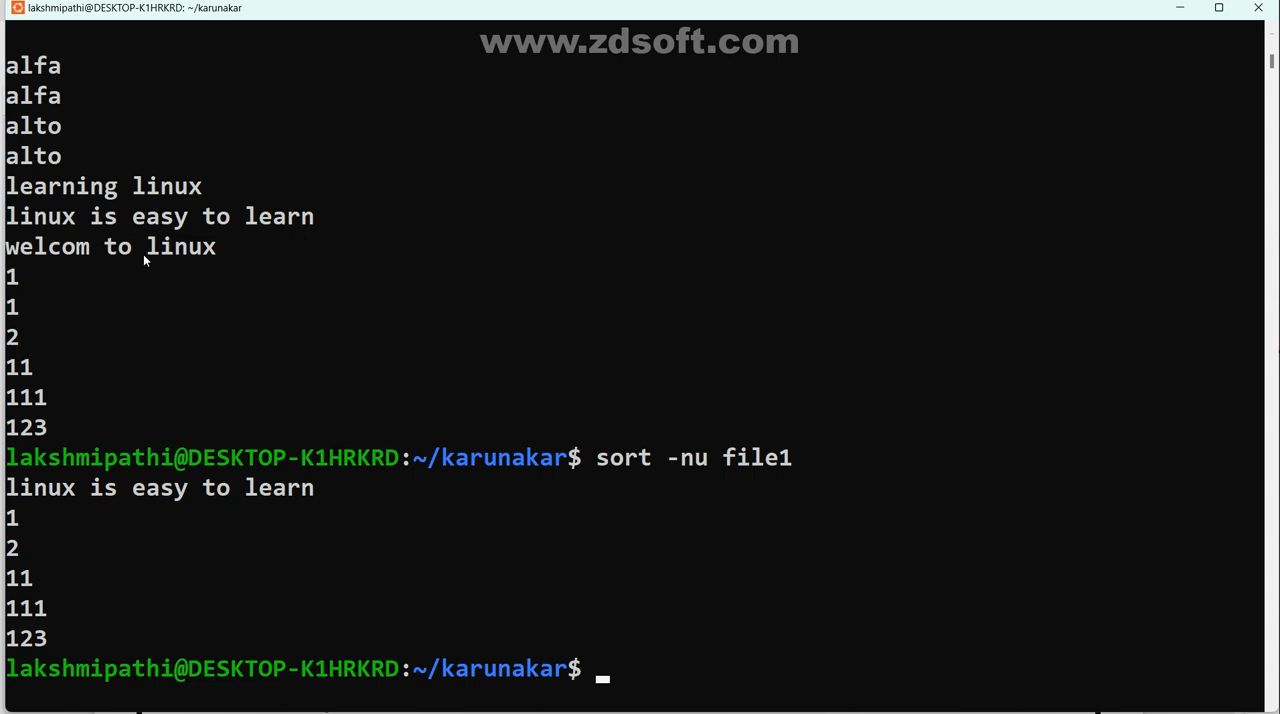 lakshmipathi@DESKTOP-K1HRKRD: ~/karunakar
www.zdsoft.com
alfa
alfa
alto
alto
learning linux
linux is easy to learn
welcom to linux
1
1
2
11
111
123
lakshmipathi@DESKTOP-K1HRKRD:~/karunakar$ sort -nu file1
linux is easy to learn
1
2
11
111
123
lakshmipathi@DESKTOP-K1HRKRD:~/karunakar$